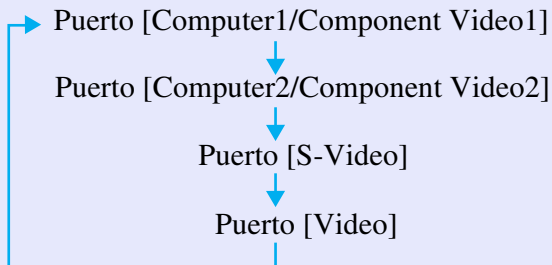 Puerto [Computer1/Component Video1]
Puerto [Computer2/Component Video2]
Puerto [S-Video]
Puerto [Video]